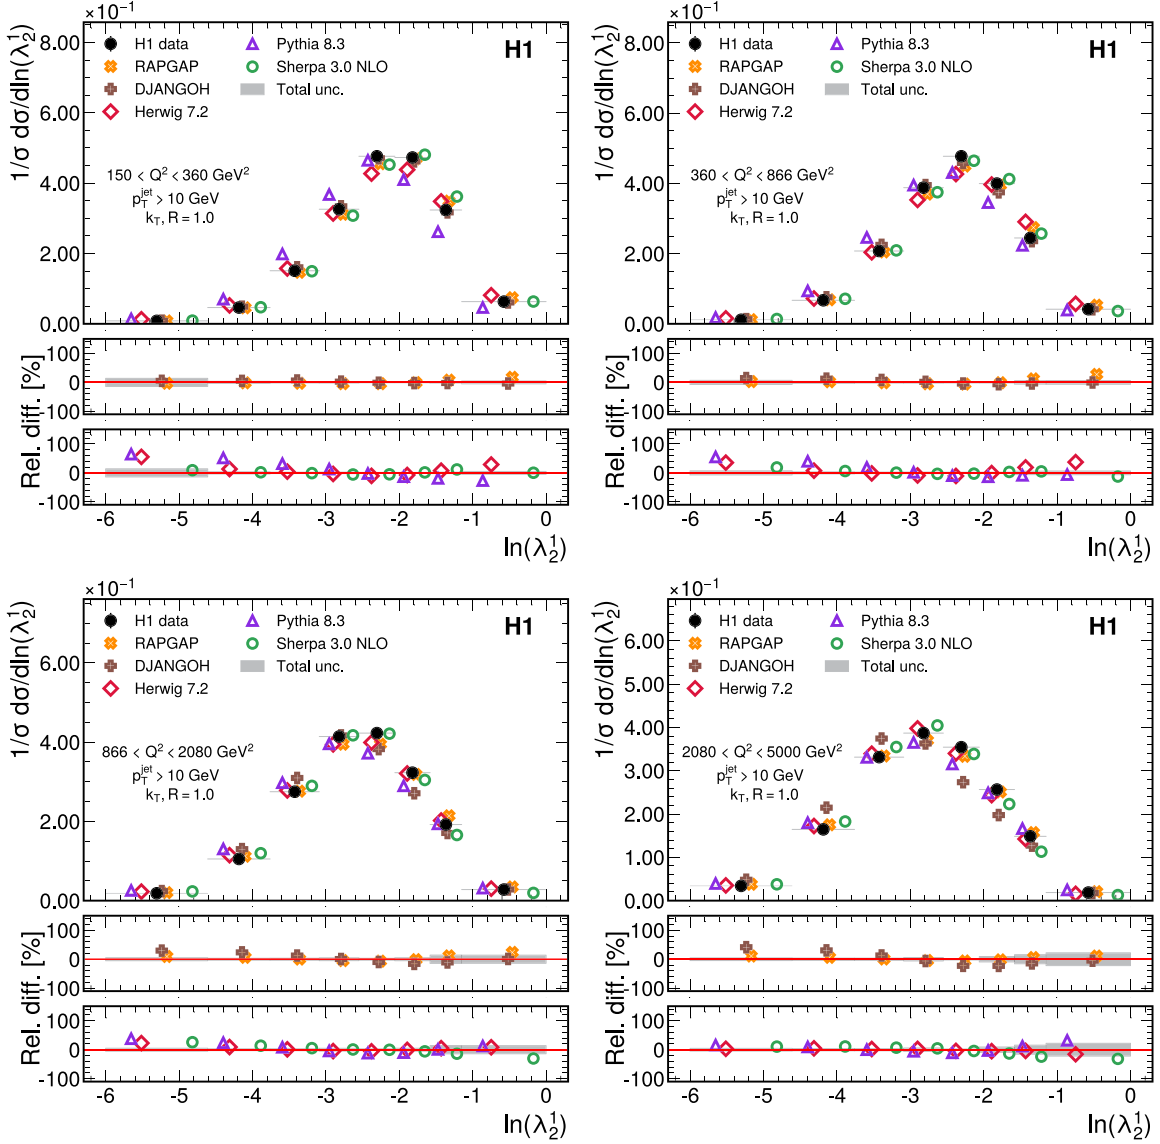 ×10⁻¹
1/σ dσ/dln(λ₂¹)
8.00
6.00
4.00
2.00
0.00
H1 data
RAPGAP
DJANGOH
Herwig 7.2
Pythia 8.3
Sherpa 3.0 NLO
Total unc.
H1
150 < Q² < 360 GeV²
p_T^jet > 10 GeV
k_T, R = 1.0
Rel. diff. [%]
100
0
-100
100
0
-100
-6 -5 -4 -3 -2 -1 0
ln(λ₂¹)
×10⁻¹
1/σ dσ/dln(λ₂¹)
8.00
6.00
4.00
2.00
0.00
H1 data
RAPGAP
DJANGOH
Herwig 7.2
Pythia 8.3
Sherpa 3.0 NLO
Total unc.
H1
360 < Q² < 866 GeV²
p_T^jet > 10 GeV
k_T, R = 1.0
Rel. diff. [%]
100
0
-100
100
0
-100
-6 -5 -4 -3 -2 -1 0
ln(λ₂¹)
×10⁻¹
1/σ dσ/dln(λ₂¹)
6.00
4.00
2.00
0.00
H1 data
RAPGAP
DJANGOH
Herwig 7.2
Pythia 8.3
Sherpa 3.0 NLO
Total unc.
H1
866 < Q² < 2080 GeV²
p_T^jet > 10 GeV
k_T, R = 1.0
Rel. diff. [%]
100
0
-100
100
0
-100
-6 -5 -4 -3 -2 -1 0
ln(λ₂¹)
×10⁻¹
1/σ dσ/dln(λ₂¹)
6.00
4.00
2.00
0.00
H1 data
RAPGAP
DJANGOH
Herwig 7.2
Pythia 8.3
Sherpa 3.0 NLO
Total unc.
H1
2080 < Q² < 5000 GeV²
p_T^jet > 10 GeV
k_T, R = 1.0
Rel. diff. [%]
100
0
-100
100
0
-100
-6 -5 -4 -3 -2 -1 0
ln(λ₂¹)